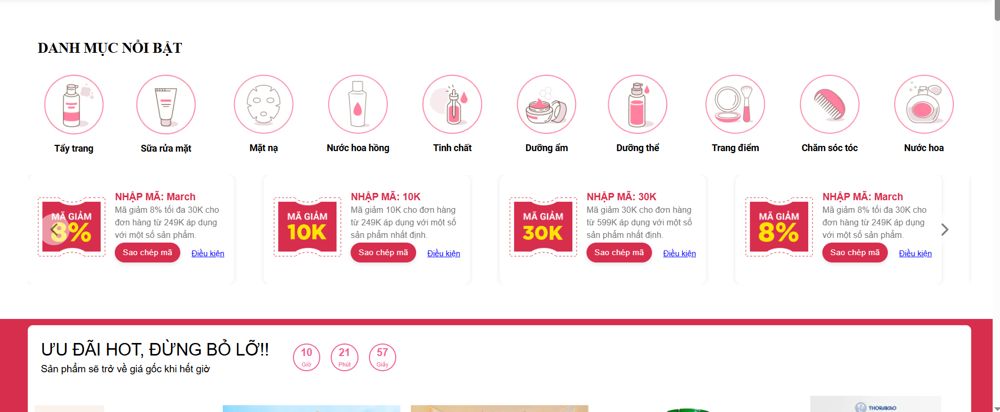 DANH MỤC NỔI BẬT
Tẩy trang
Sữa rửa mặt
Mặt nạ
Nước hoa hồng
Tinh chất
Dưỡng ẩm
Dưỡng thể
Trang điểm
Chăm sóc tóc
Nước hoa
MÃ GIẢM
8%
NHẬP MÃ: March
Mã giảm 8% tối đa 30K cho
đơn hàng từ 249K áp dụng
với một số sản phẩm.
Sao chép mã
Điều kiện
MÃ GIẢM
10K
NHẬP MÃ: 10K
Mã giảm 10K cho đơn hàng
từ 249K áp dụng với một số
sản phẩm nhất định.
Sao chép mã
Điều kiện
MÃ GIẢM
30K
NHẬP MÃ: 30K
Mã giảm 30K cho đơn hàng
từ 599K áp dụng với một số
sản phẩm nhất định.
Sao chép mã
Điều kiện
MÃ GIẢM
8%
NHẬP MÃ: March
Mã giảm 8% tối đa 30K cho
đơn hàng từ 249K áp dụng
với một số sản phẩm.
Sao chép mã
Điều kiện
ƯU ĐÃI HOT, ĐỪNG BỎ LỠ!!
Sản phẩm sẽ trở về giá gốc khi hết giờ
10
Giờ
21
Phút
57
Giây
THORAKAO